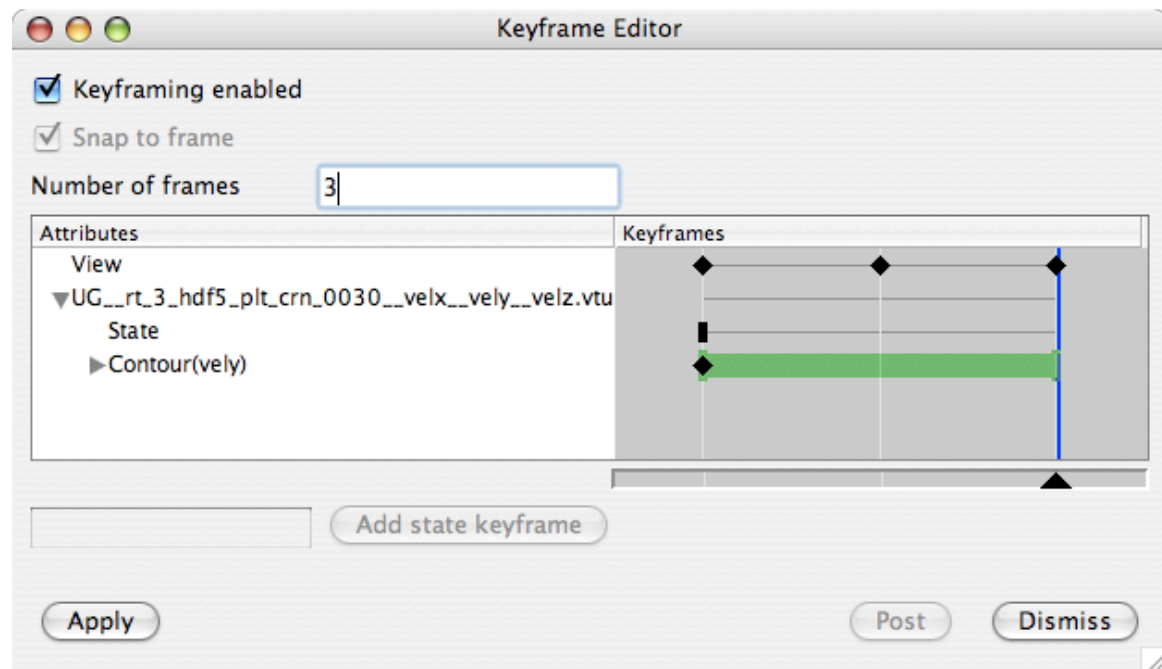 Keyframe Editor
Keyframing enabled
Snap to frame
Number of frames 3
Attributes Keyframes
View
UG__rt_3_hdf5_plt_crn_0030__velx__vely__velz.vtu
State
Contour(vely)
Add state keyframe
Apply Post Dismiss